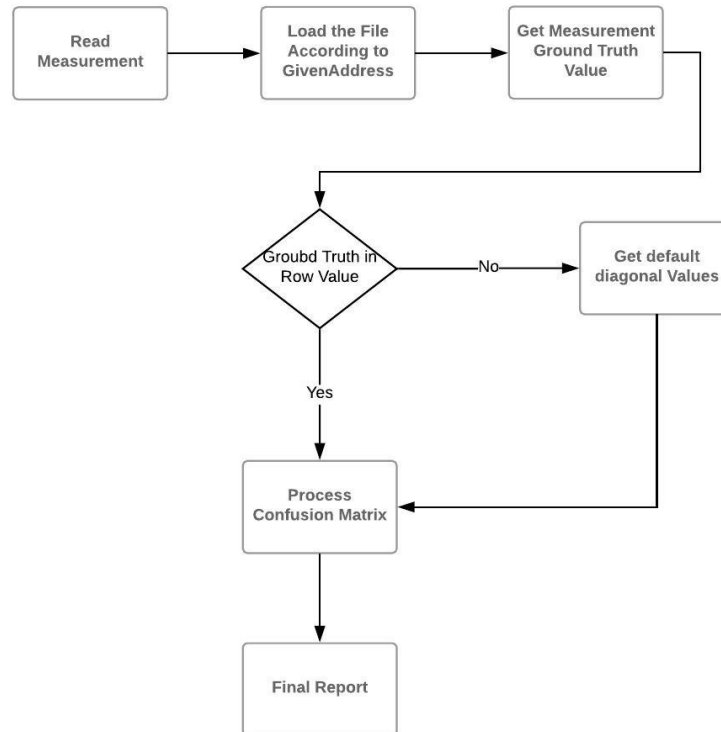 Read
Measurement
Load the File
According to
GivenAddress
Get Measurement
Ground Truth
Value
Groubd Truth in
Row Value
No
Get default
diagonal Values
Yes
Process
Confusion Matrix
Final Report